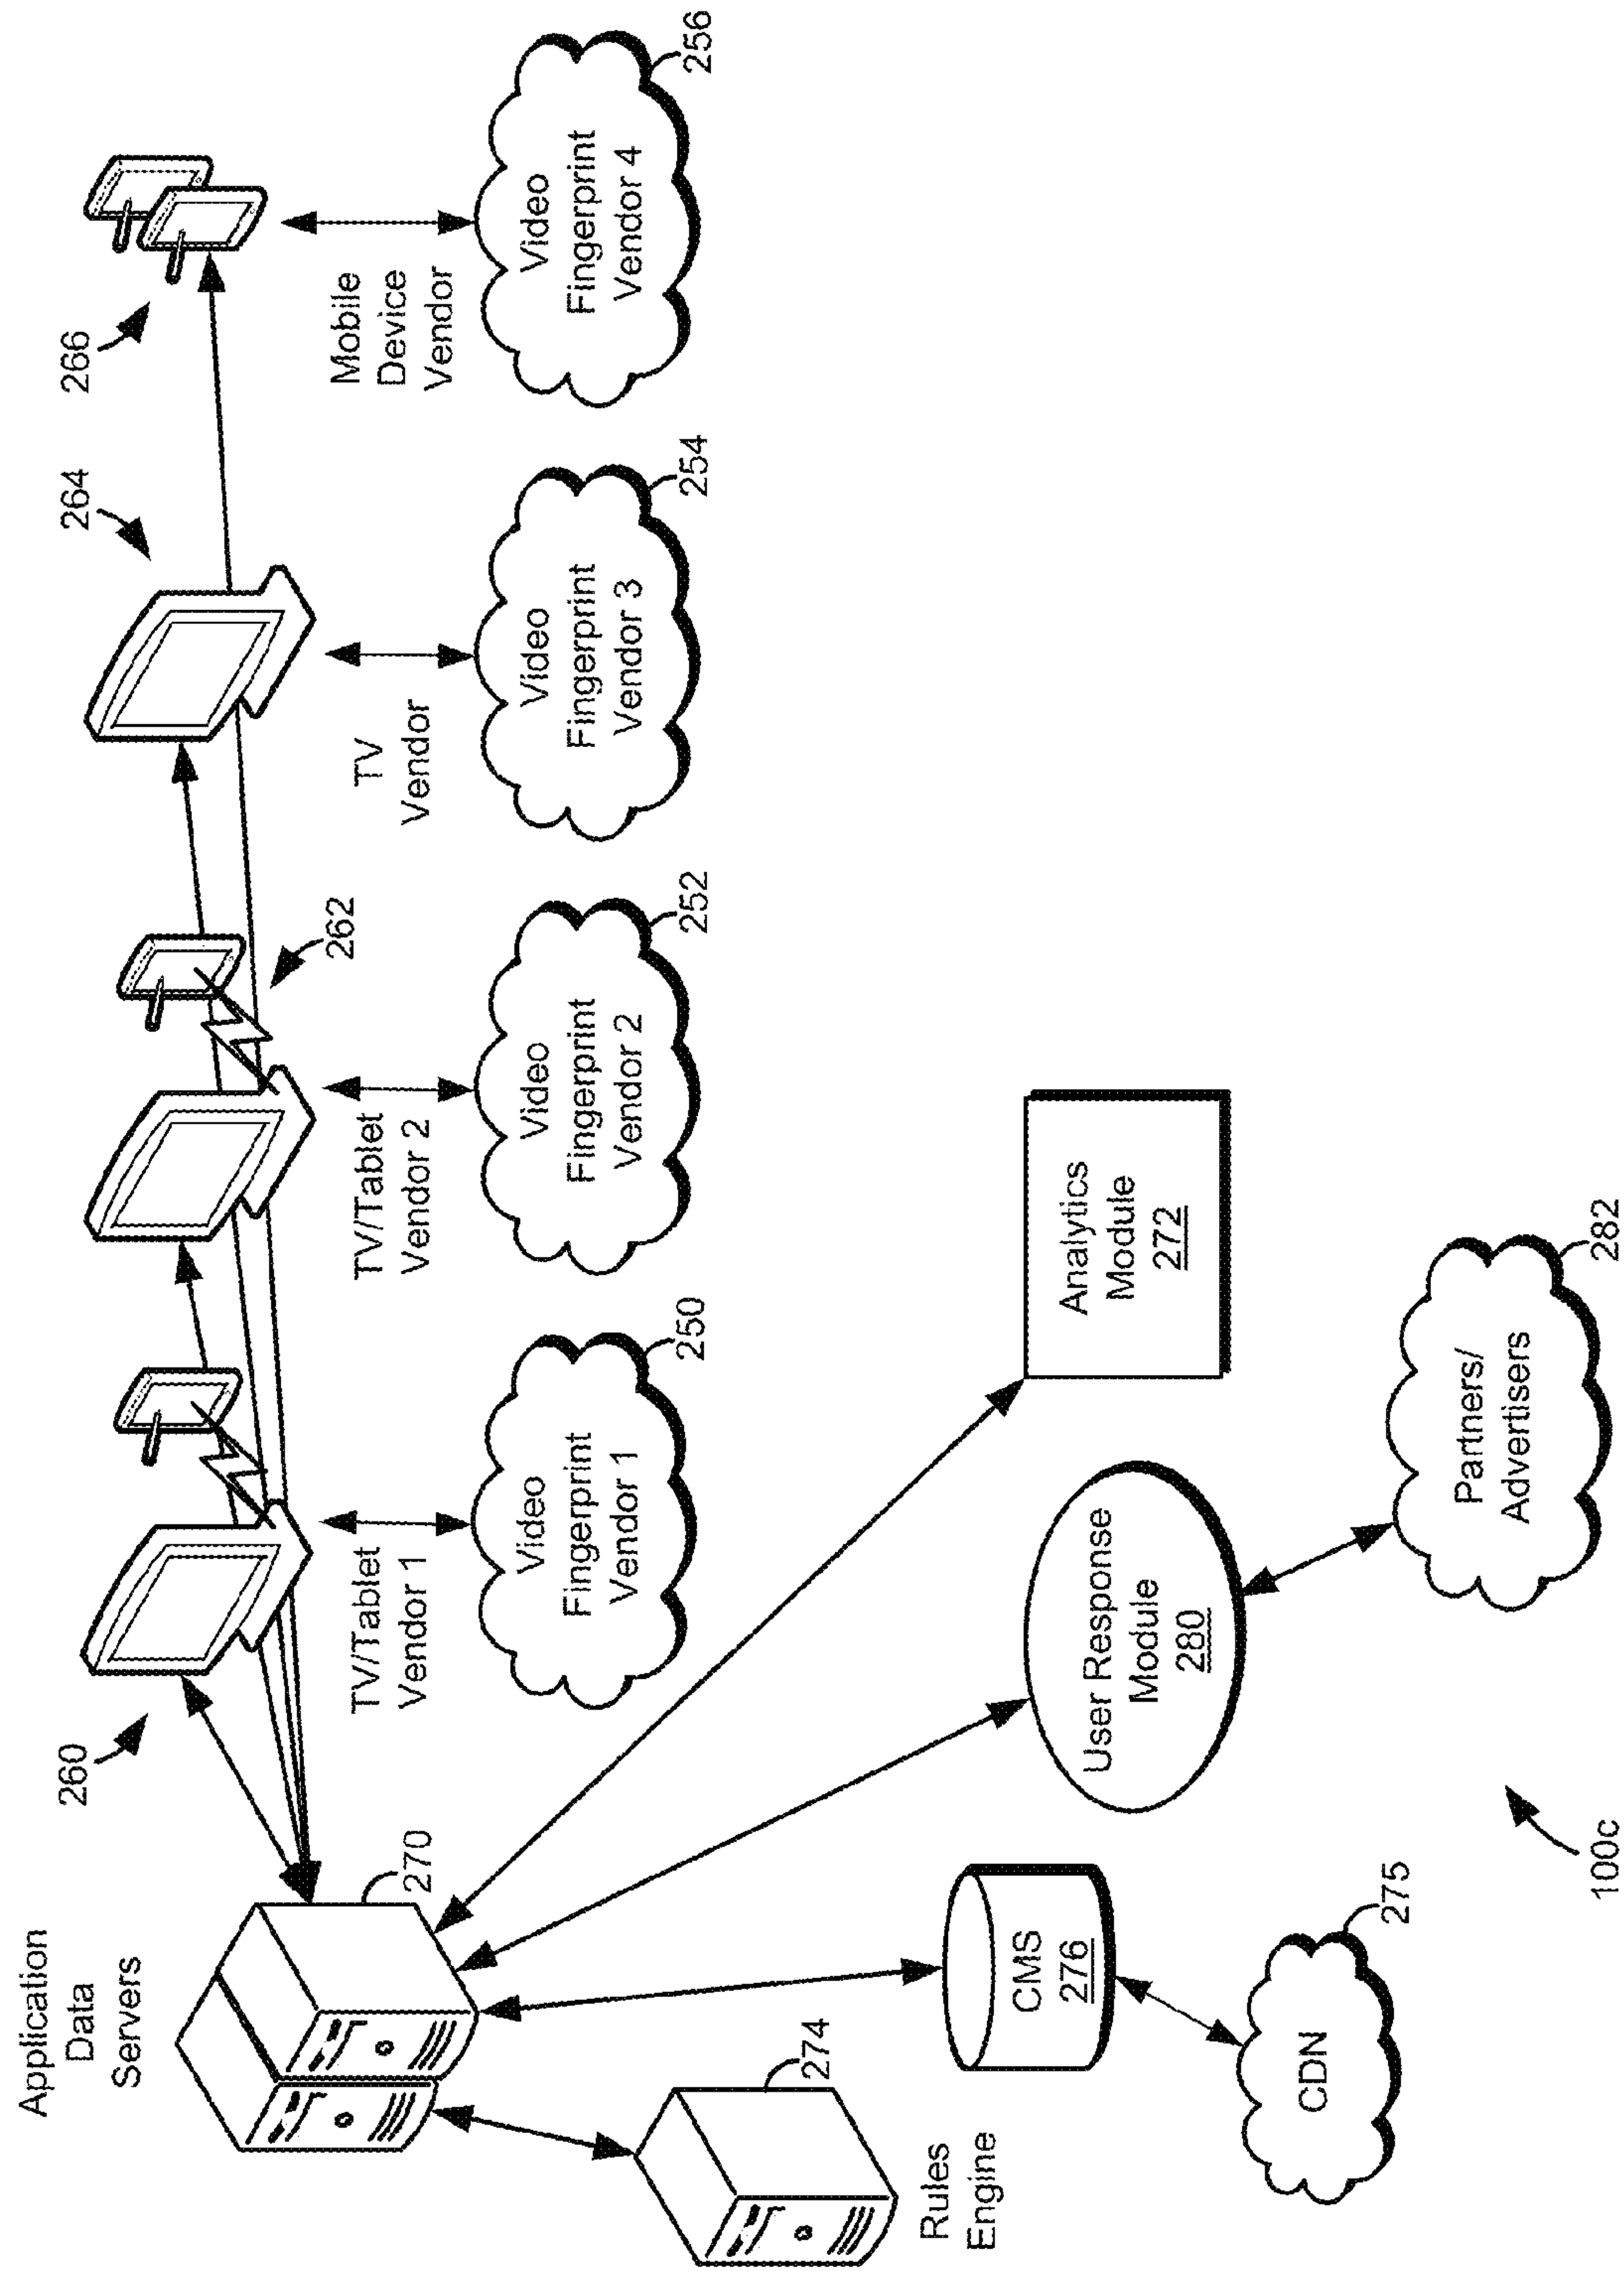 Application
Data
Servers
270
260
262
264
266
TV/Tablet
Vendor 1
TV/Tablet
Vendor 2
TV
Vendor
Mobile
Device
Vendor
Video
Fingerprint
Vendor 1
250
Video
Fingerprint
Vendor 2
252
Video
Fingerprint
Vendor 3
254
Video
Fingerprint
Vendor 4
256
Rules
Engine
274
CMS
276
CDN
275
User Response
Module
280
Analytics
Module
272
Partners/
Advertisers
282
100c